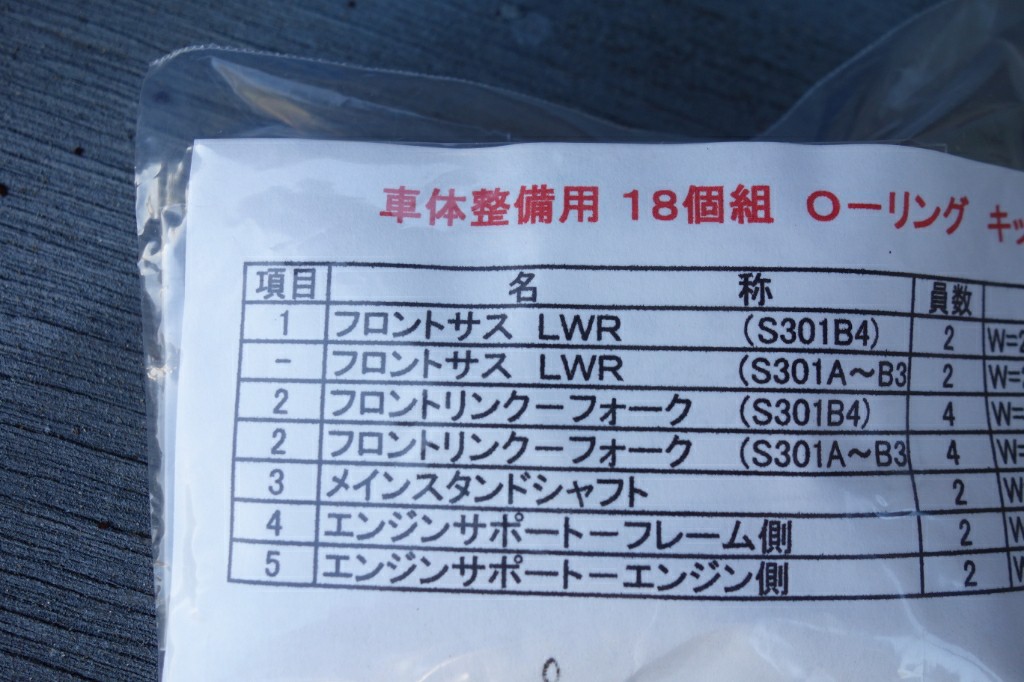 車体整備用 18個組 Oーリング キッ
項目 名 称 員数
1 フロントサス LWR (S301B4) 2 W=2
- フロントサス LWR (S301A～B3 2 W=
2 フロントリンクーフォーク (S301B4) 4 W=
2 フロントリンクーフォーク (S301A～B3 4 W=
3 メインスタンドシャフト 2 W
4 エンジンサポートーフレーム側 2 W
5 エンジンサポートーエンジン側 2 W